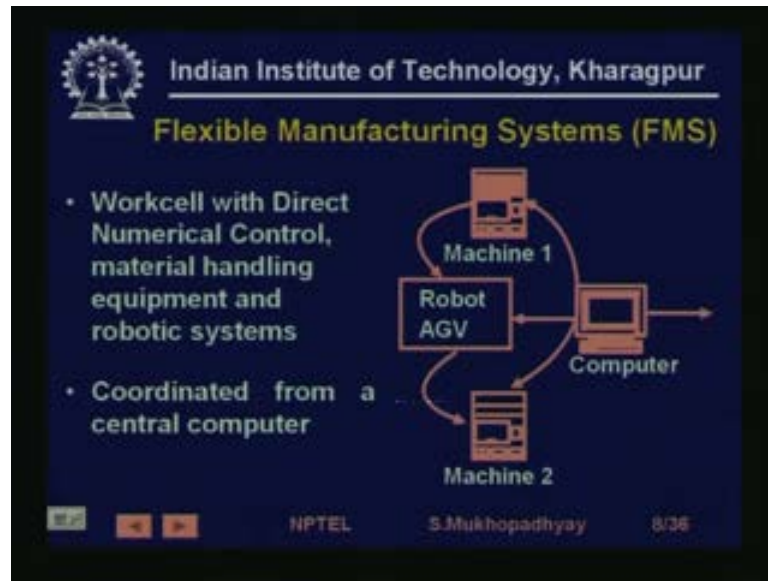 Indian Institute of Technology, Kharagpur
Flexible Manufacturing Systems (FMS)
• Workcell with Direct
Numerical Control,
material handling
equipment and
robotic systems
• Coordinated from a
central computer
Machine 1
Robot
AGV
Computer
Machine 2
NPTEL S.Mukhopadhyay 8/36